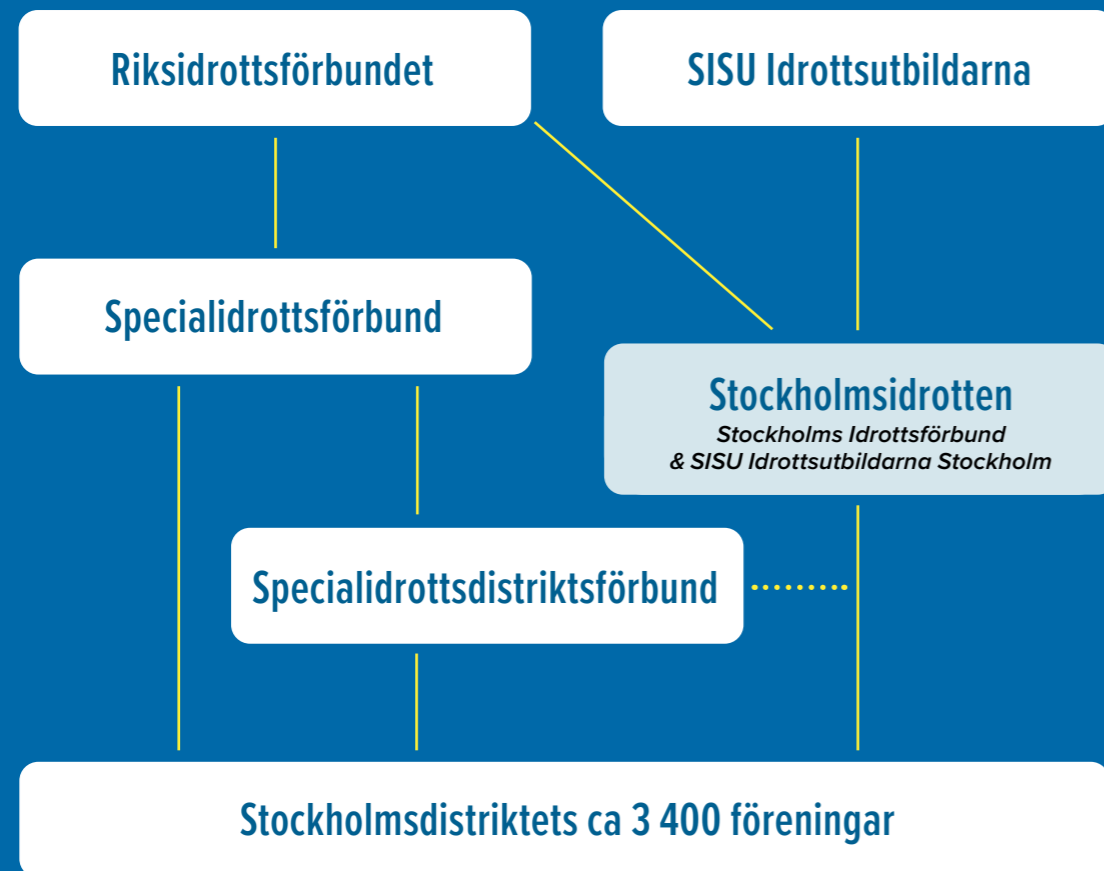 Riksidrottsförbundet
SISU Idrottsutbildarna
Specialidrottsförbund
Stockholmsidrotten
Stockholms Idrottsförbund
& SISU Idrottsutbildarna Stockholm
Specialidrottsdistriktsförbund
Stockholmsdistriktets ca 3 400 föreningar